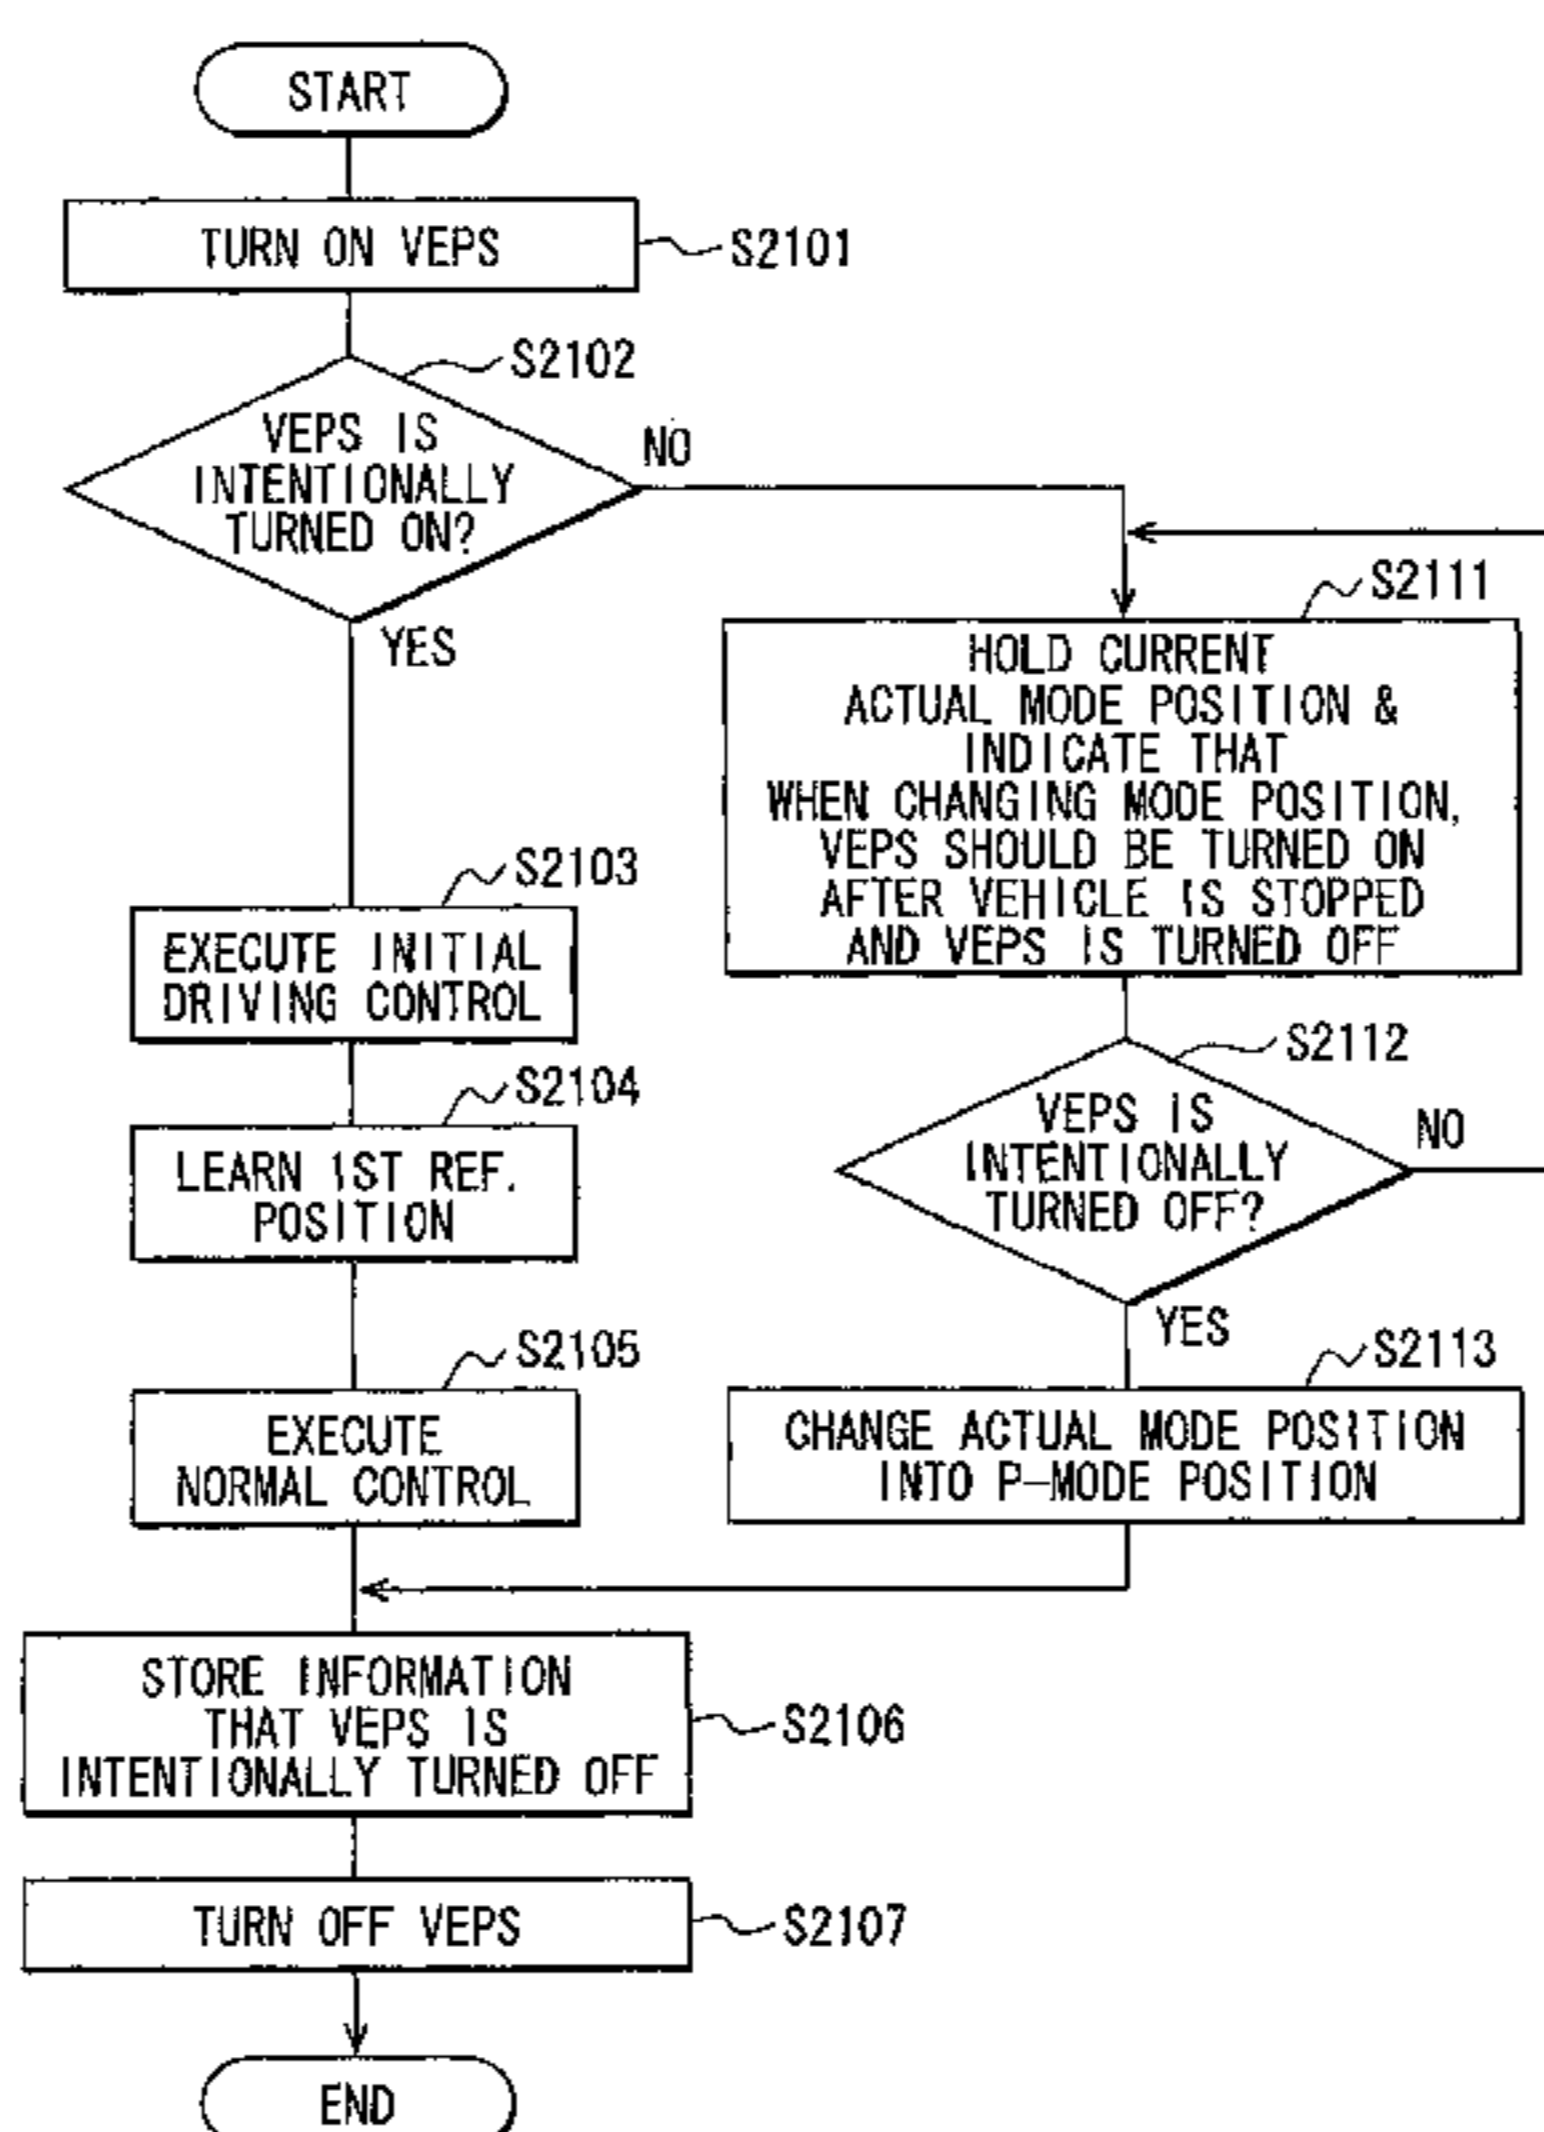 START
TURN ON VEPS
S2101
S2102
VEPS IS
INTENTIONALLY
TURNED ON?
NO
YES
S2103
EXECUTE INITIAL
DRIVING CONTROL
S2104
LEARN 1ST REF.
POSITION
S2105
EXECUTE
NORMAL CONTROL
S2111
HOLD CURRENT
ACTUAL MODE POSITION &
INDICATE THAT
WHEN CHANGING MODE POSITION,
VEPS SHOULD BE TURNED ON
AFTER VEHICLE IS STOPPED
AND VEPS IS TURNED OFF
S2112
VEPS IS
INTENTIONALLY
TURNED OFF?
NO
YES
S2113
CHANGE ACTUAL MODE POSITION
INTO P-MODE POSITION
STORE INFORMATION
THAT VEPS IS
INTENTIONALLY TURNED OFF
S2106
TURN OFF VEPS
S2107
END